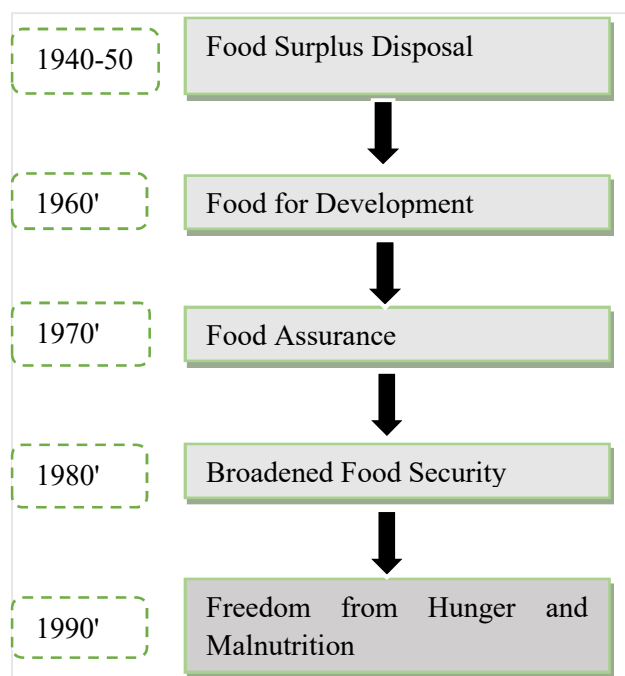 1940-50
Food Surplus Disposal
1960'
Food for Development
1970'
Food Assurance
1980'
Broadened Food Security
1990'
Freedom from Hunger and
Malnutrition